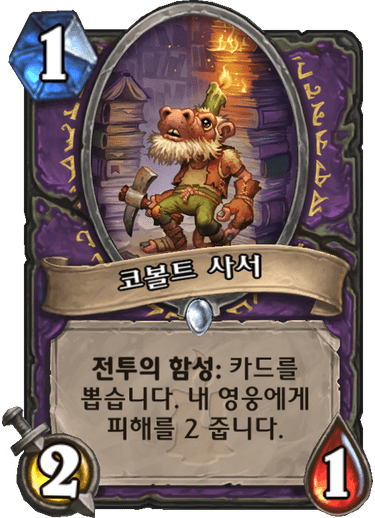 1
코볼트 사서
전투의 함성: 카드를
뽑습니다. 내 영웅에게
피해를 2 줍니다.
2
1